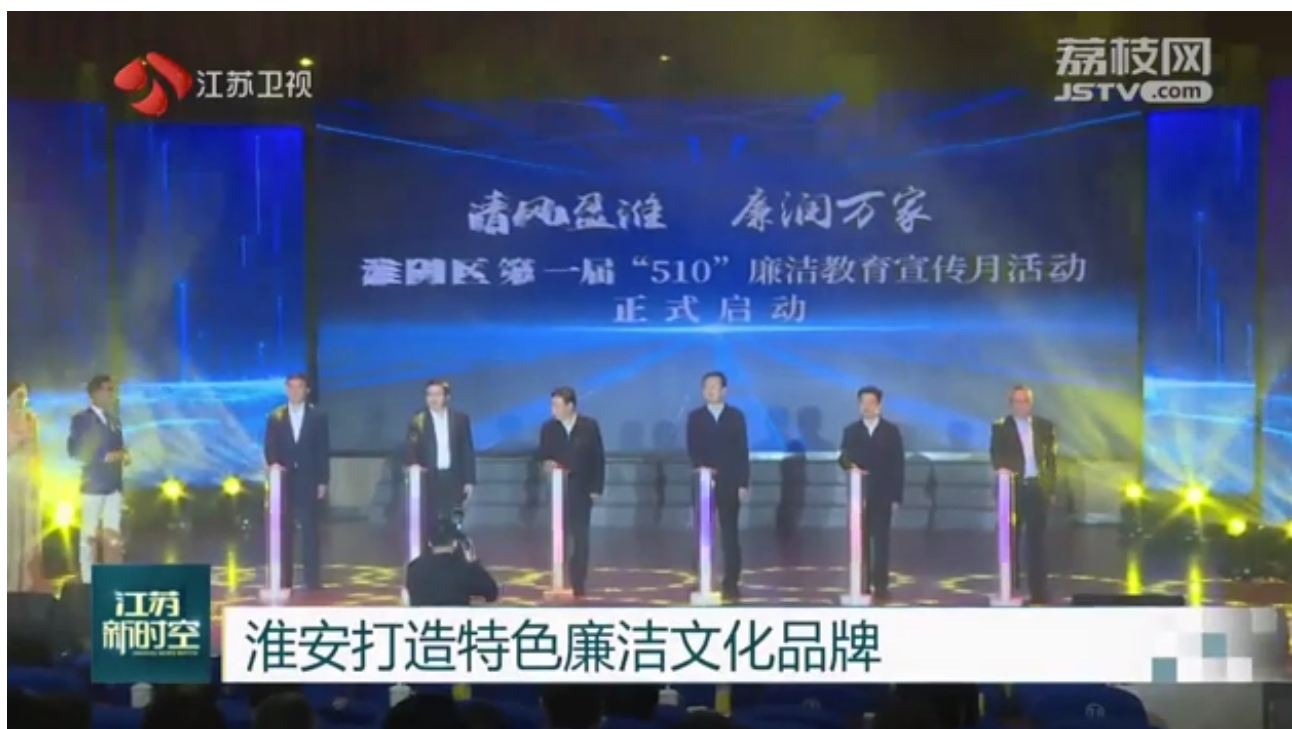 江苏卫视
荔枝网
JSTV.com
清风盈淮 廉润万家
淮阴区第一届“510”廉洁教育宣传月活动
正式启动
江苏
新时空
淮安打造特色廉洁文化品牌